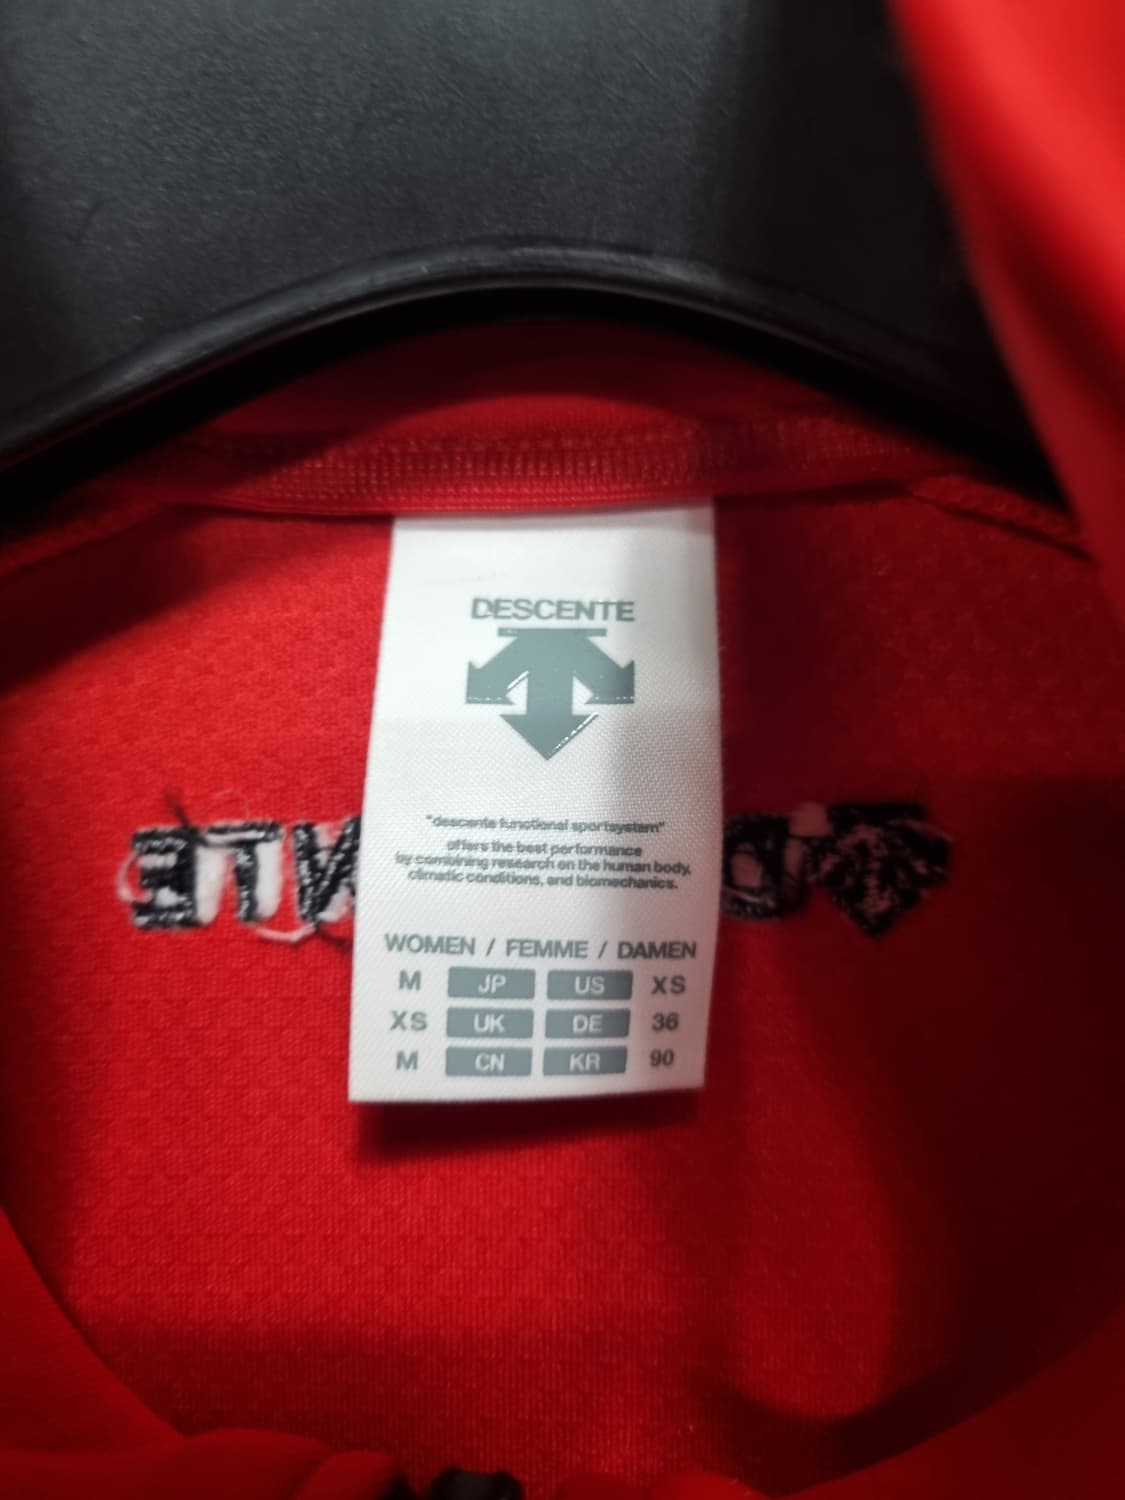 DESCENTE
"descente functional sportsystem"
offers the best performance
by combining research on the human body,
climatic conditions, and biomechanics.
WOMEN / FEMME / DAMEN
M JP US XS
XS UK DE 36
M CN KR 90